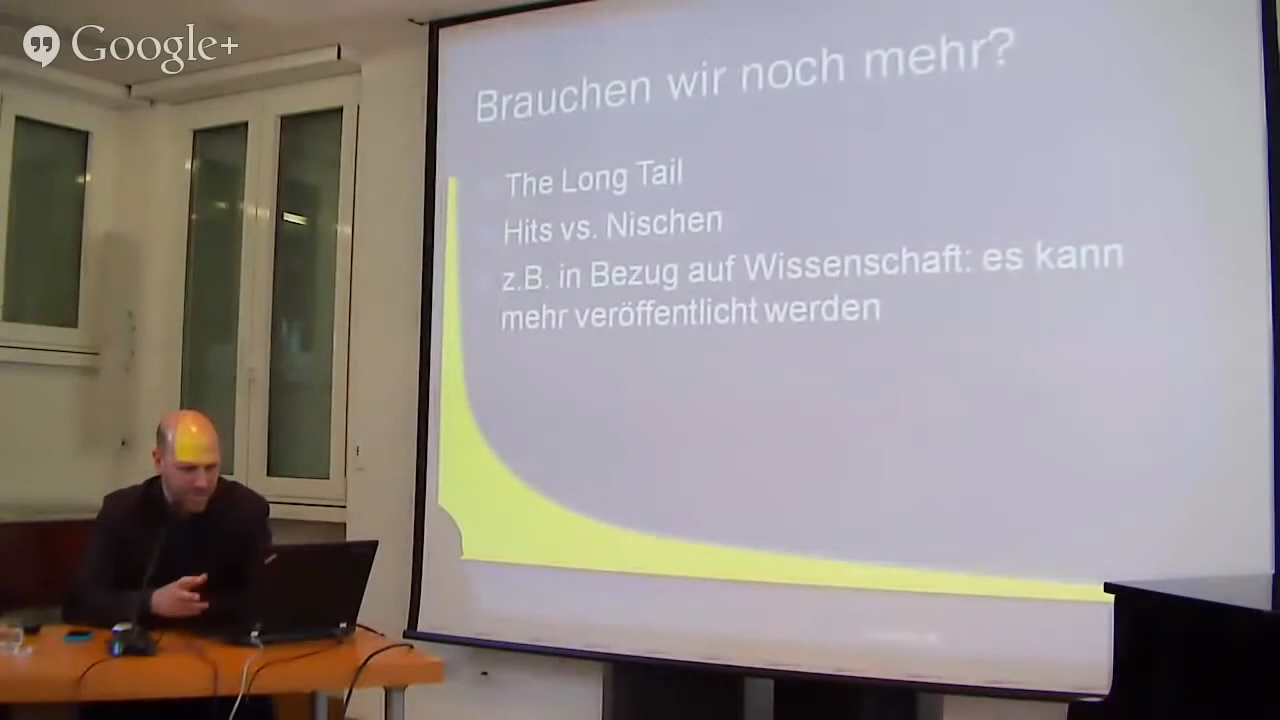 Google+
Brauchen wir noch mehr?
The Long Tail
Hits vs. Nischen
z.B. in Bezug auf Wissenschaft: es kann
mehr veröffentlicht werden